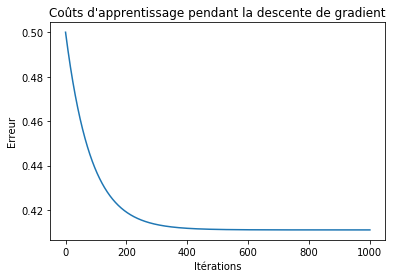 Coûts d'apprentissage pendant la descente de gradient
0.50
0.48
0.46
0.44
0.42
Erreur
0 200 400 600 800 1000
Itérations